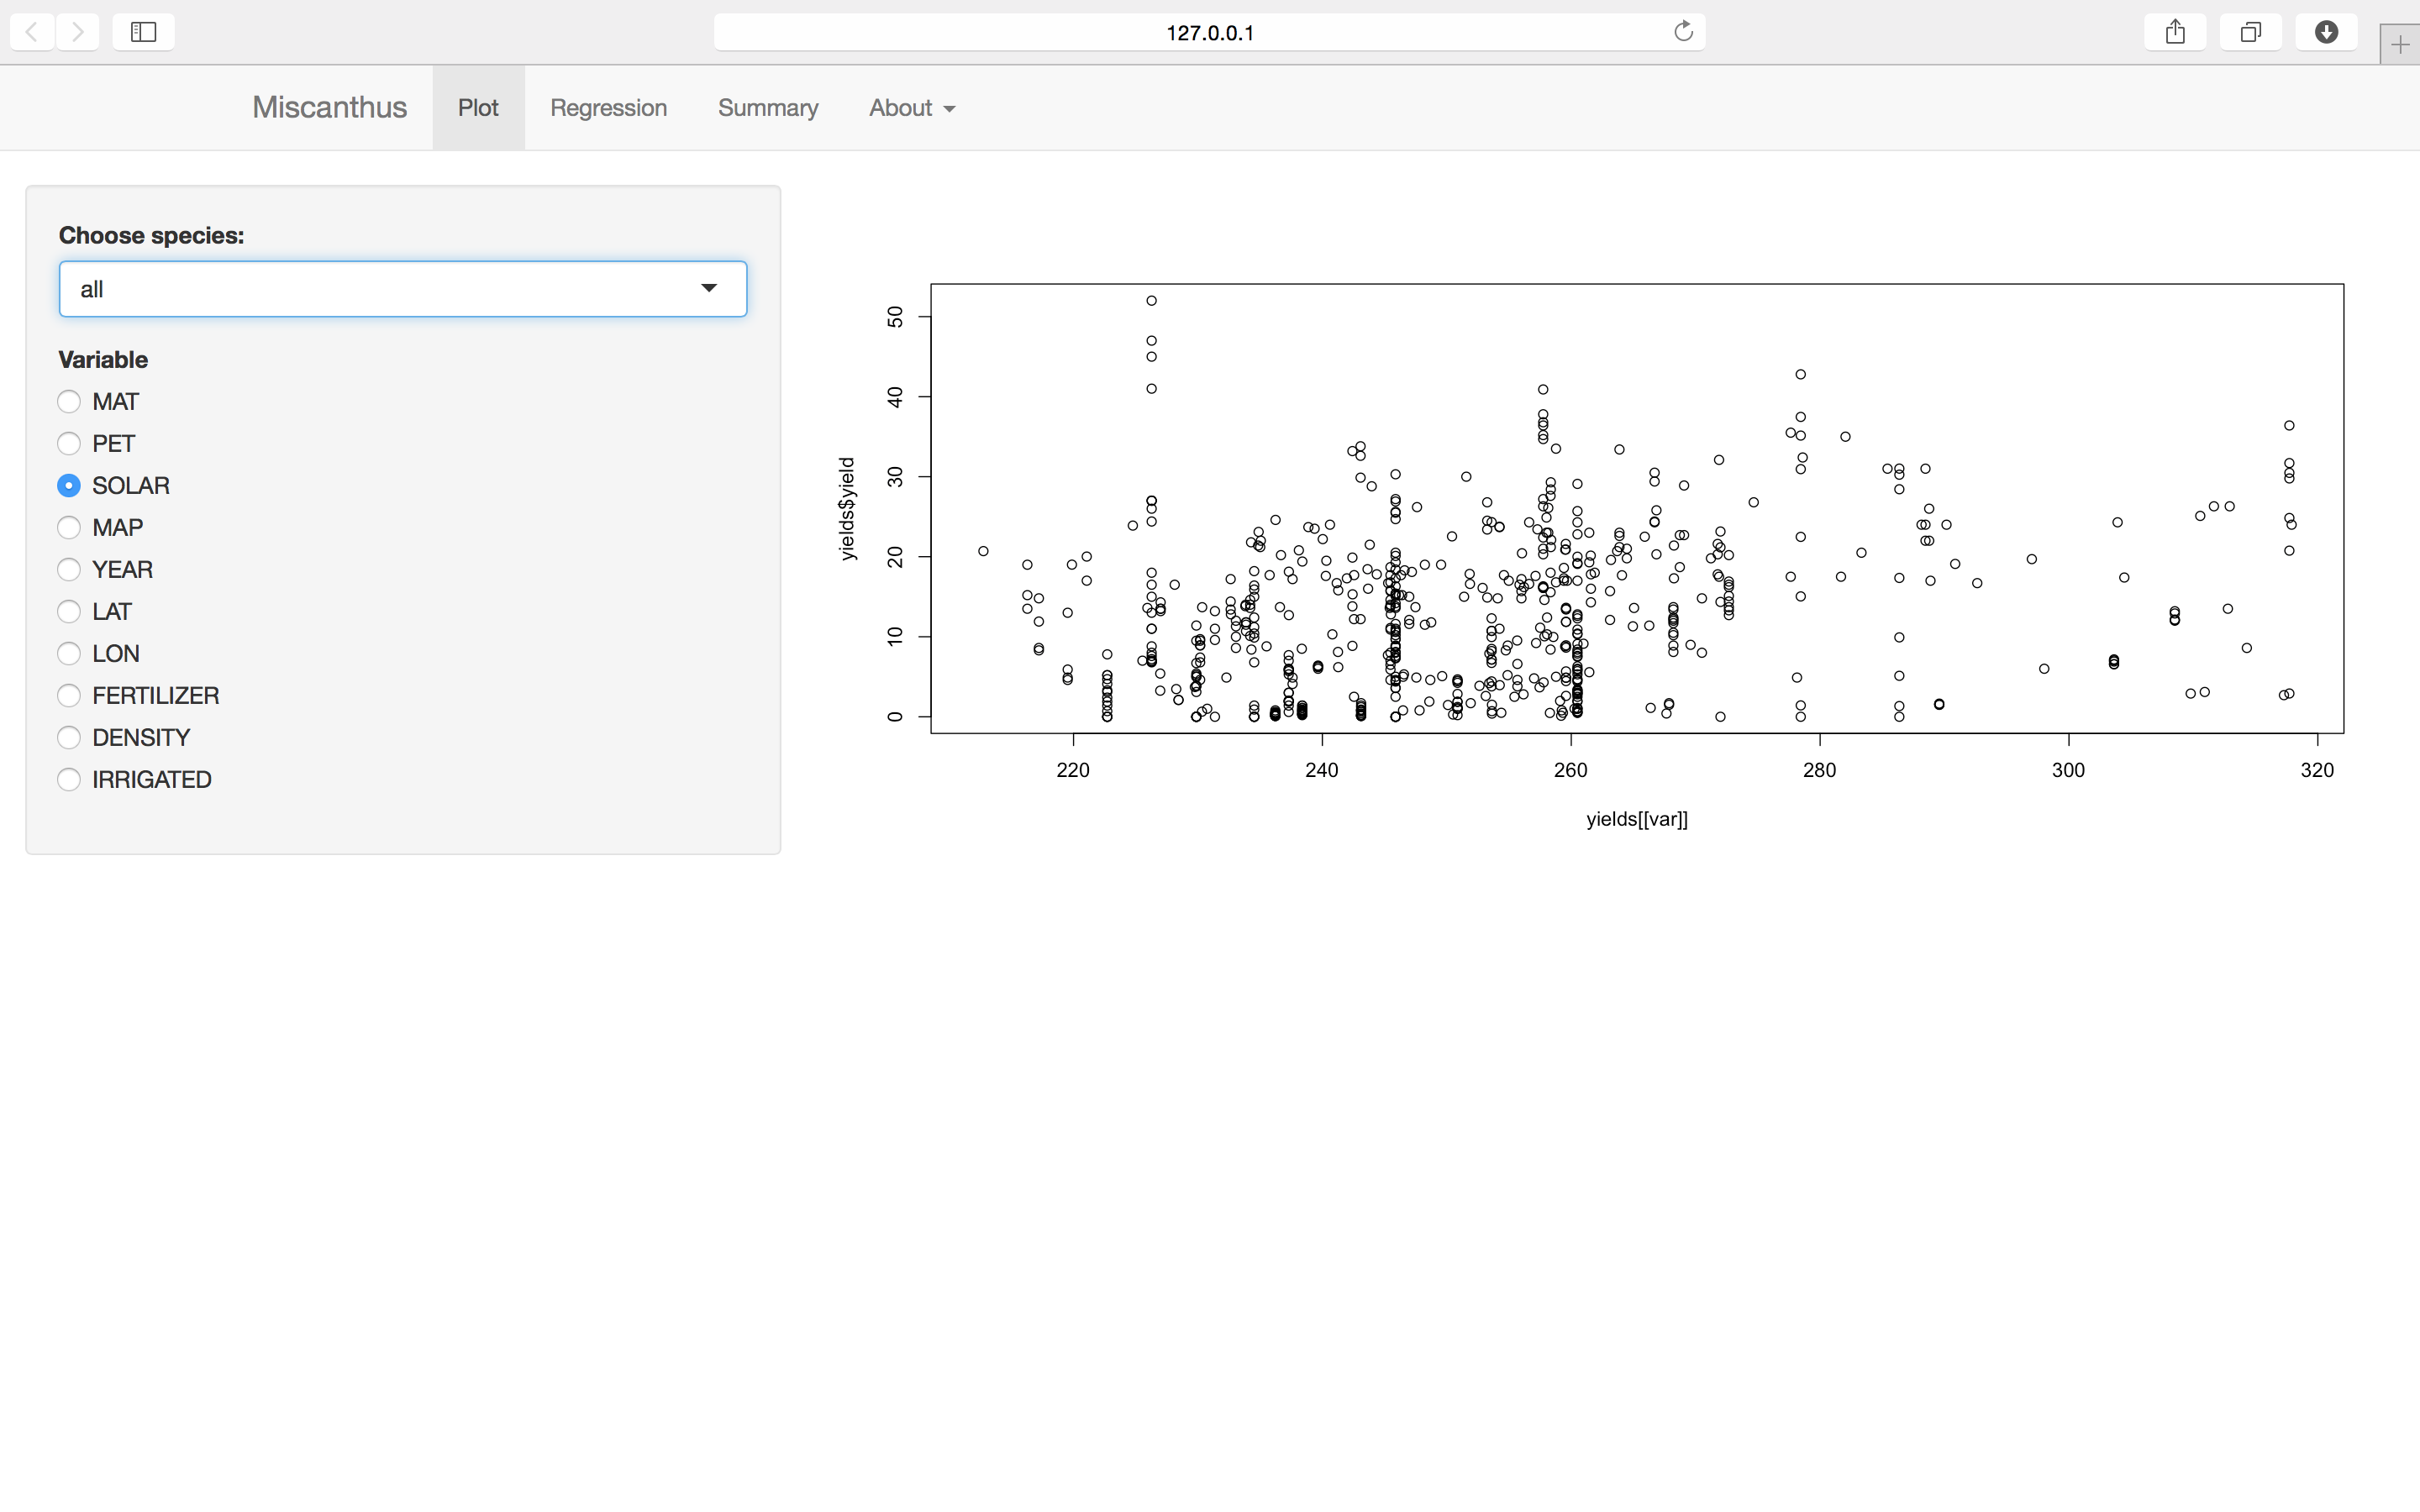 127.0.0.1
Miscanthus Plot Regression Summary About
Choose species:
all
Variable
MAT
PET
SOLAR
MAP
YEAR
LAT
LON
FERTILIZER
DENSITY
IRRIGATED
yields$yield
50
40
30
20
10
0
220 240 260 280 300 320
yields[[var]]